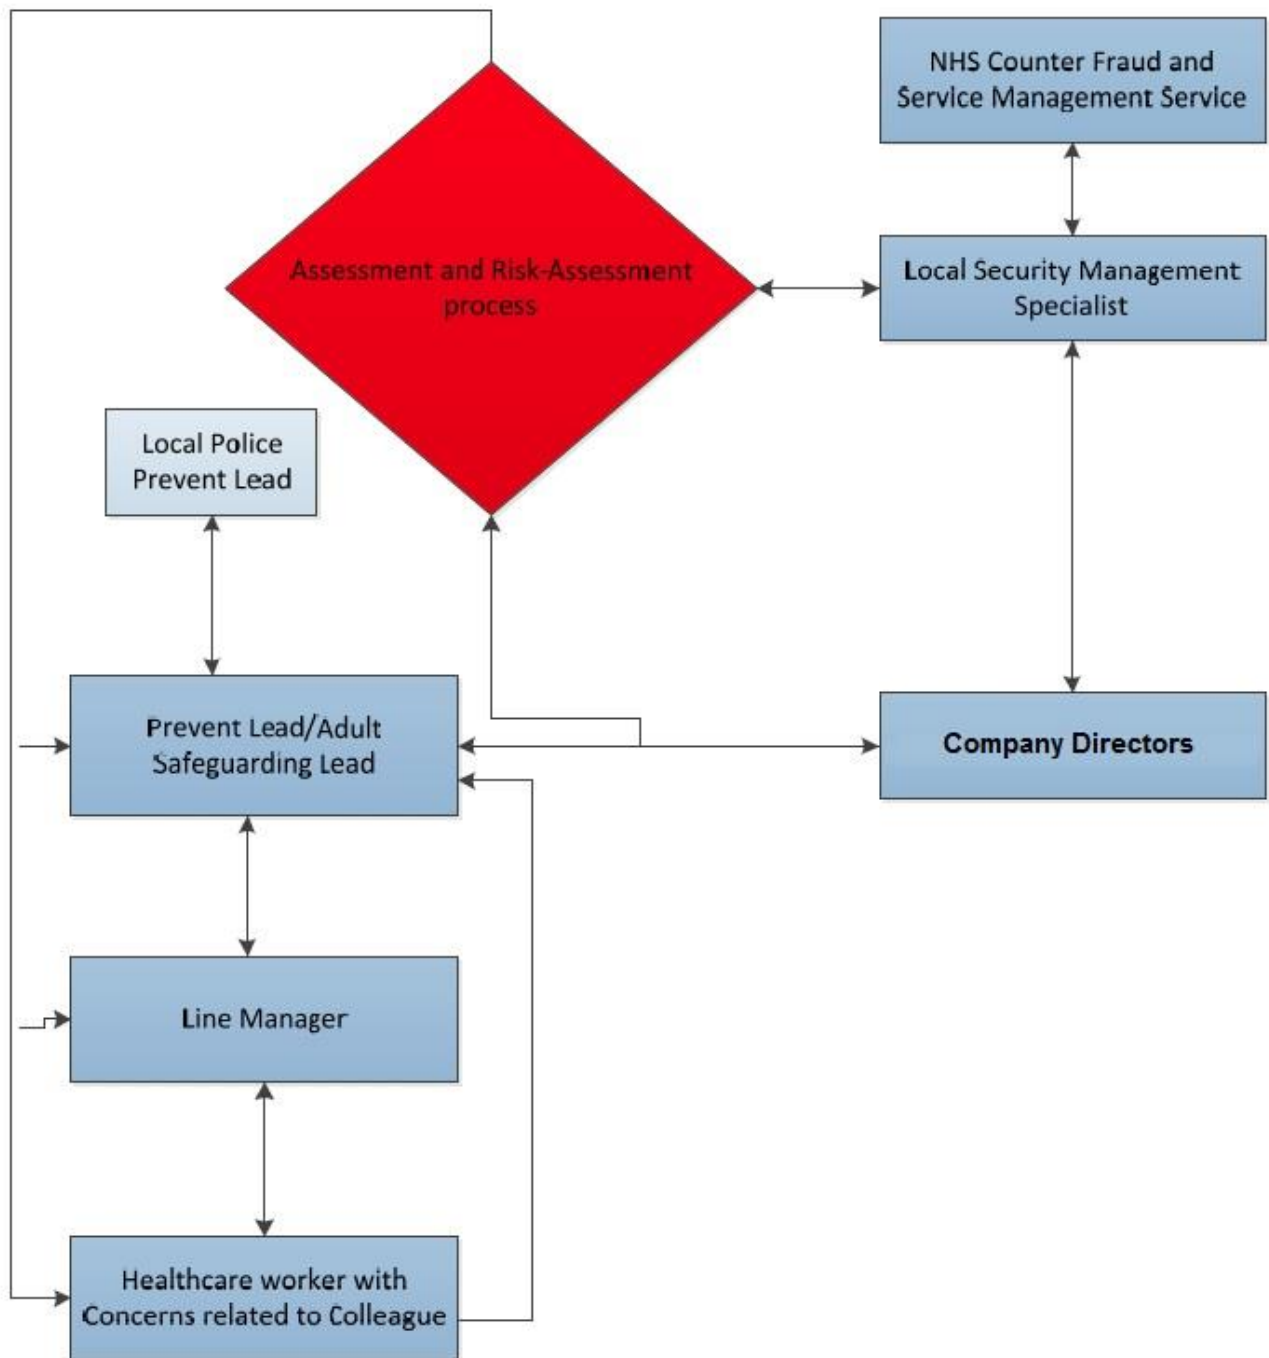 NHS Counter Fraud and
Service Management Service
Assessment and Risk-Assessment
process
Local Security Management
Specialist
Local Police
Prevent Lead
Prevent Lead/Adult
Safeguarding Lead
Company Directors
Line Manager
Healthcare worker with
Concerns related to Colleague